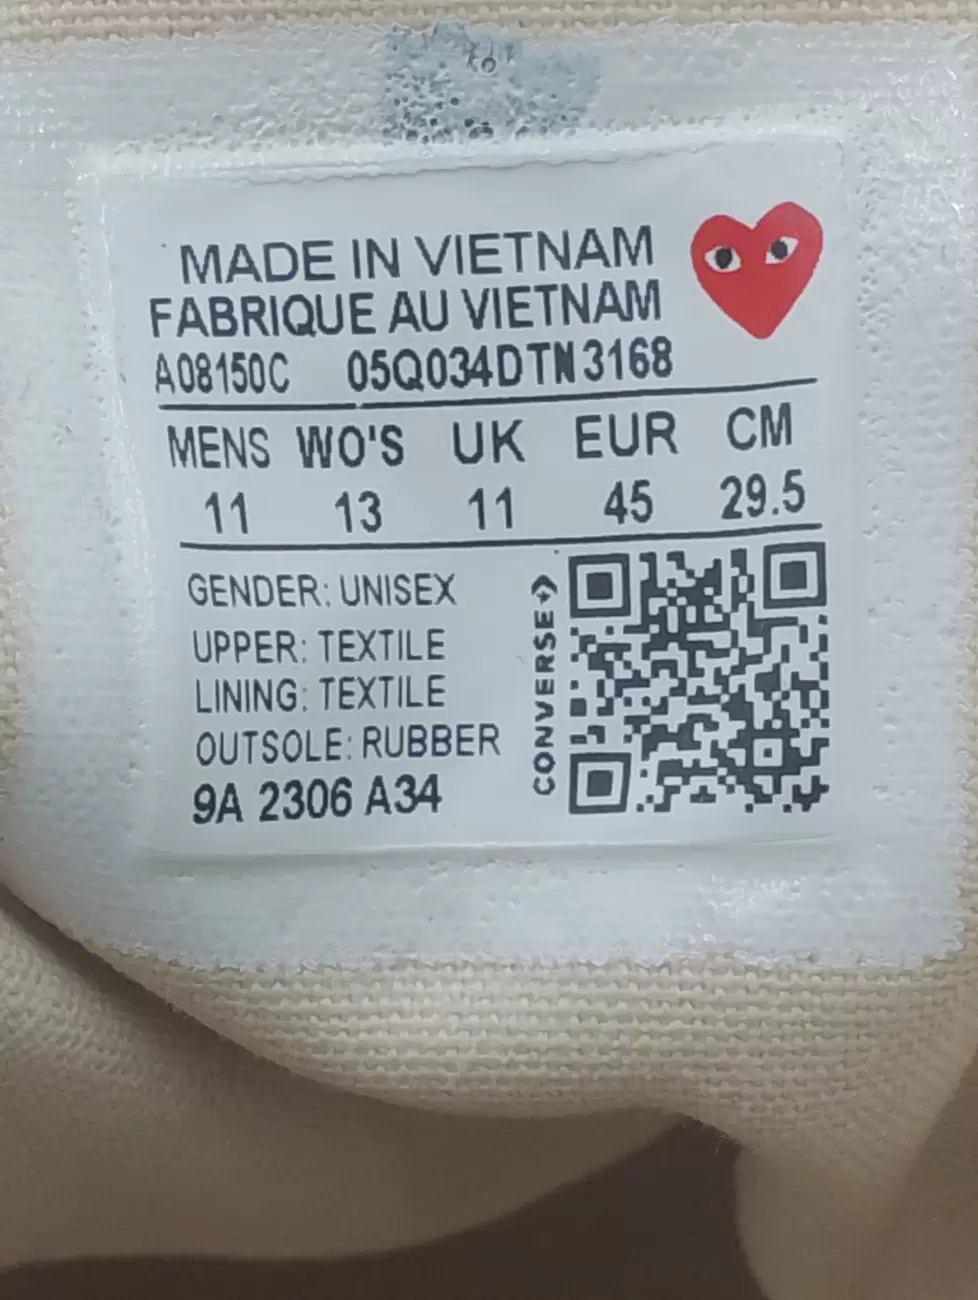 MADE IN VIETNAM
FABRIQUE AU VIETNAM
A08150C 05Q034DTN3168
MENS WO'S UK EUR CM
11 13 11 45 29.5
GENDER: UNISEX
UPPER: TEXTILE
LINING: TEXTILE
OUTSOLE: RUBBER
9A 2306 A34
CONVERSE